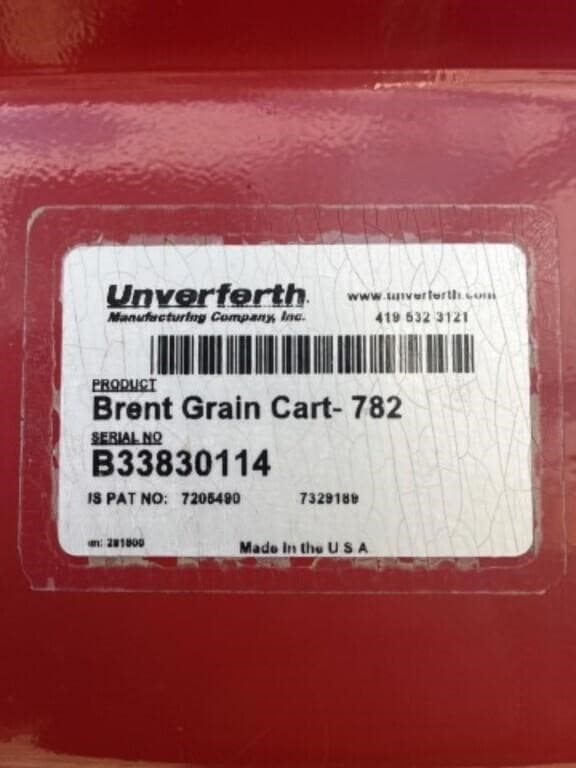 Unverferth
Manufacturing Company, Inc.
www.unverferth.com
419 532 3121
PRODUCT
Brent Grain Cart- 782
SERIAL NO
B33830114
IS PAT NO: 7205490 7329189
Made In the U S A